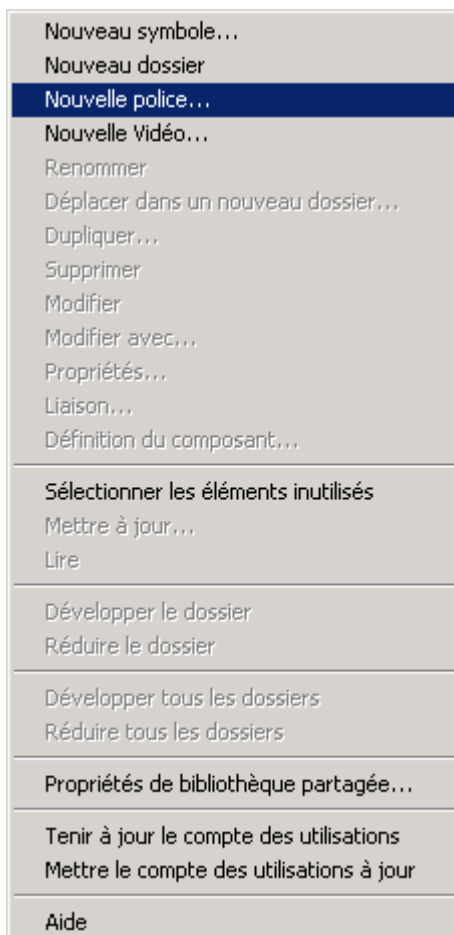 Nouveau symbole...
Nouveau dossier
Nouvelle police...
Nouvelle Vidéo...
Renommer
Déplacer dans un nouveau dossier...
Dupliquer...
Supprimer
Modifier
Modifier avec...
Propriétés...
Liaison...
Définition du composant...
Sélectionner les éléments inutilisés
Mettre à jour...
Lire
Développer le dossier
Réduire le dossier
Développer tous les dossiers
Réduire tous les dossiers
Propriétés de bibliothèque partagée...
Tenir à jour le compte des utilisations
Mettre le compte des utilisations à jour
Aide